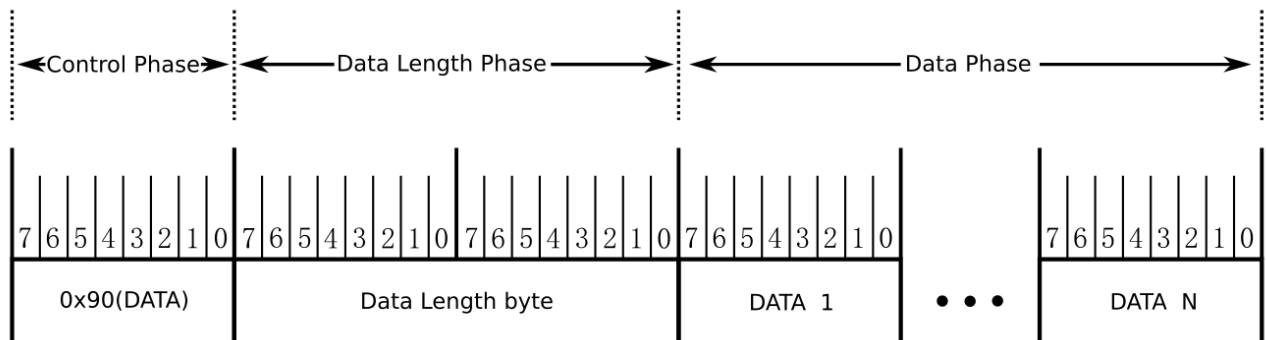 Control Phase Data Length Phase Data Phase
7 6 5 4 3 2 1 0 7 6 5 4 3 2 1 0 7 6 5 4 3 2 1 0 7 6 5 4 3 2 1 0 7 6 5 4 3 2 1 0
0x90(DATA) Data Length byte DATA 1 • • • DATA N